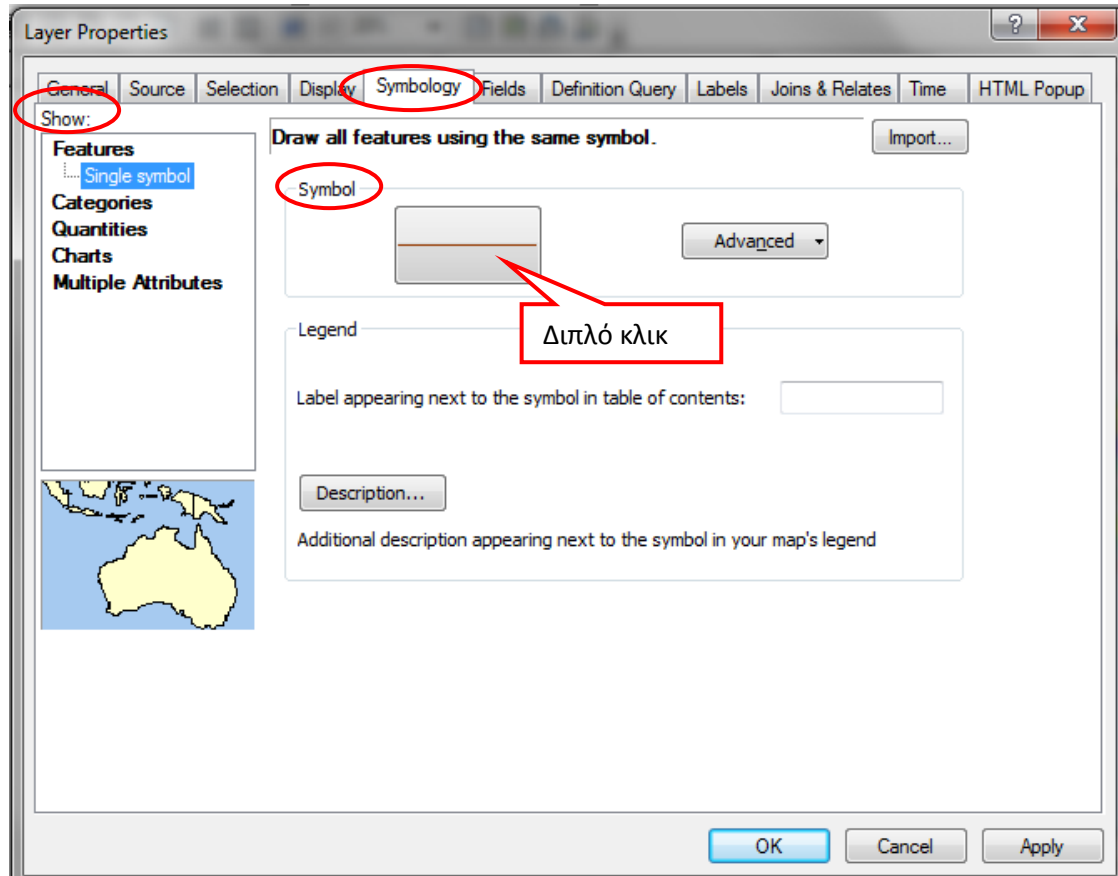 Layer Properties
?
X
General Source Selection Display Symbology Fields Definition Query Labels Joins & Relates Time HTML Popup
Show:
Features
Single symbol
Categories
Quantities
Charts
Multiple Attributes
Draw all features using the same symbol.
Import...
Symbol
Advanced
Διπλό κλικ
Legend
Label appearing next to the symbol in table of contents:
Description...
Additional description appearing next to the symbol in your map's legend
OK Cancel Apply